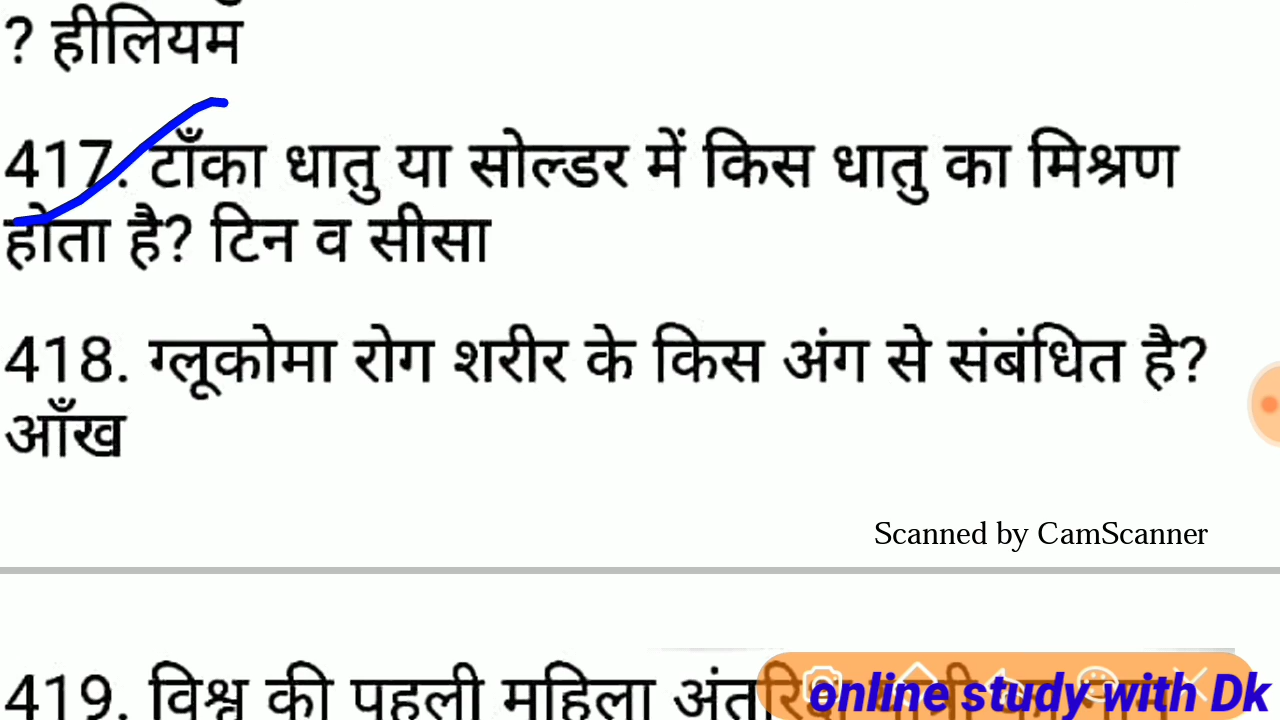 ? हीलियम
417. टाँका धातु या सोल्डर में किस धातु का मिश्रण
होता है? टिन व सीसा
418. ग्लूकोमा रोग शरीर के किस अंग से संबंधित है?
आँख
Scanned by CamScanner
419. विश्व की पहली महिला
online study with Dk